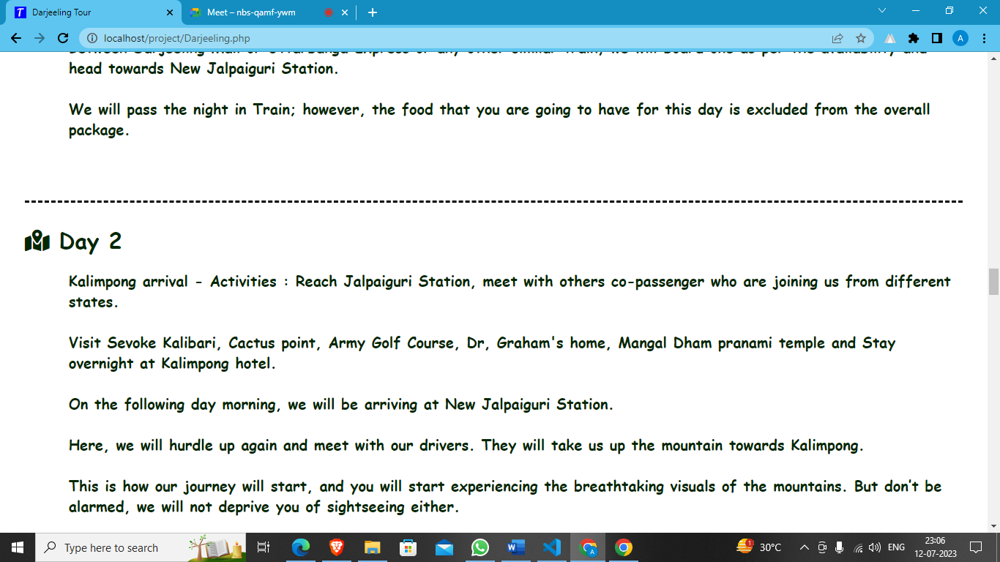 Darjeeling Tour
Meet – nbs-qamf-ywm
localhost/project/Darjeeling.php
A
head towards New Jalpaiguri Station.
We will pass the night in Train; however, the food that you are going to have for this day is excluded from the overall
package.
Day 2
Kalimpong arrival - Activities : Reach Jalpaiguri Station, meet with others co-passenger who are joining us from different
states.
Visit Sevoke Kalibari, Cactus point, Army Golf Course, Dr, Graham's home, Mangal Dham pranami temple and Stay
overnight at Kalimpong hotel.
On the following day morning, we will be arriving at New Jalpaiguri Station.
Here, we will hurdle up again and meet with our drivers. They will take us up the mountain towards Kalimpong.
This is how our journey will start, and you will start experiencing the breathtaking visuals of the mountains. But don’t be
alarmed, we will not deprive you of sightseeing either.
Type here to search
1
30°C
ENG
23:06
12-07-2023